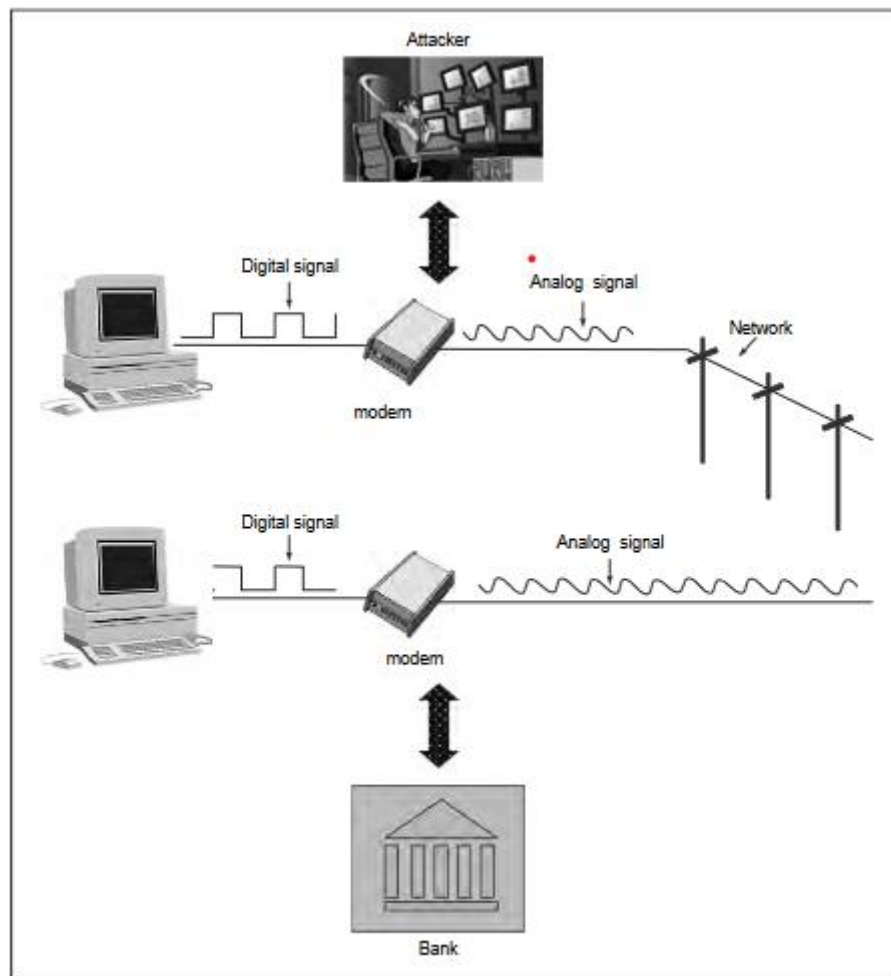 Attacker
Digital signal
Analog signal
Network
modem
Digital signal
Analog signal
modem
Bank